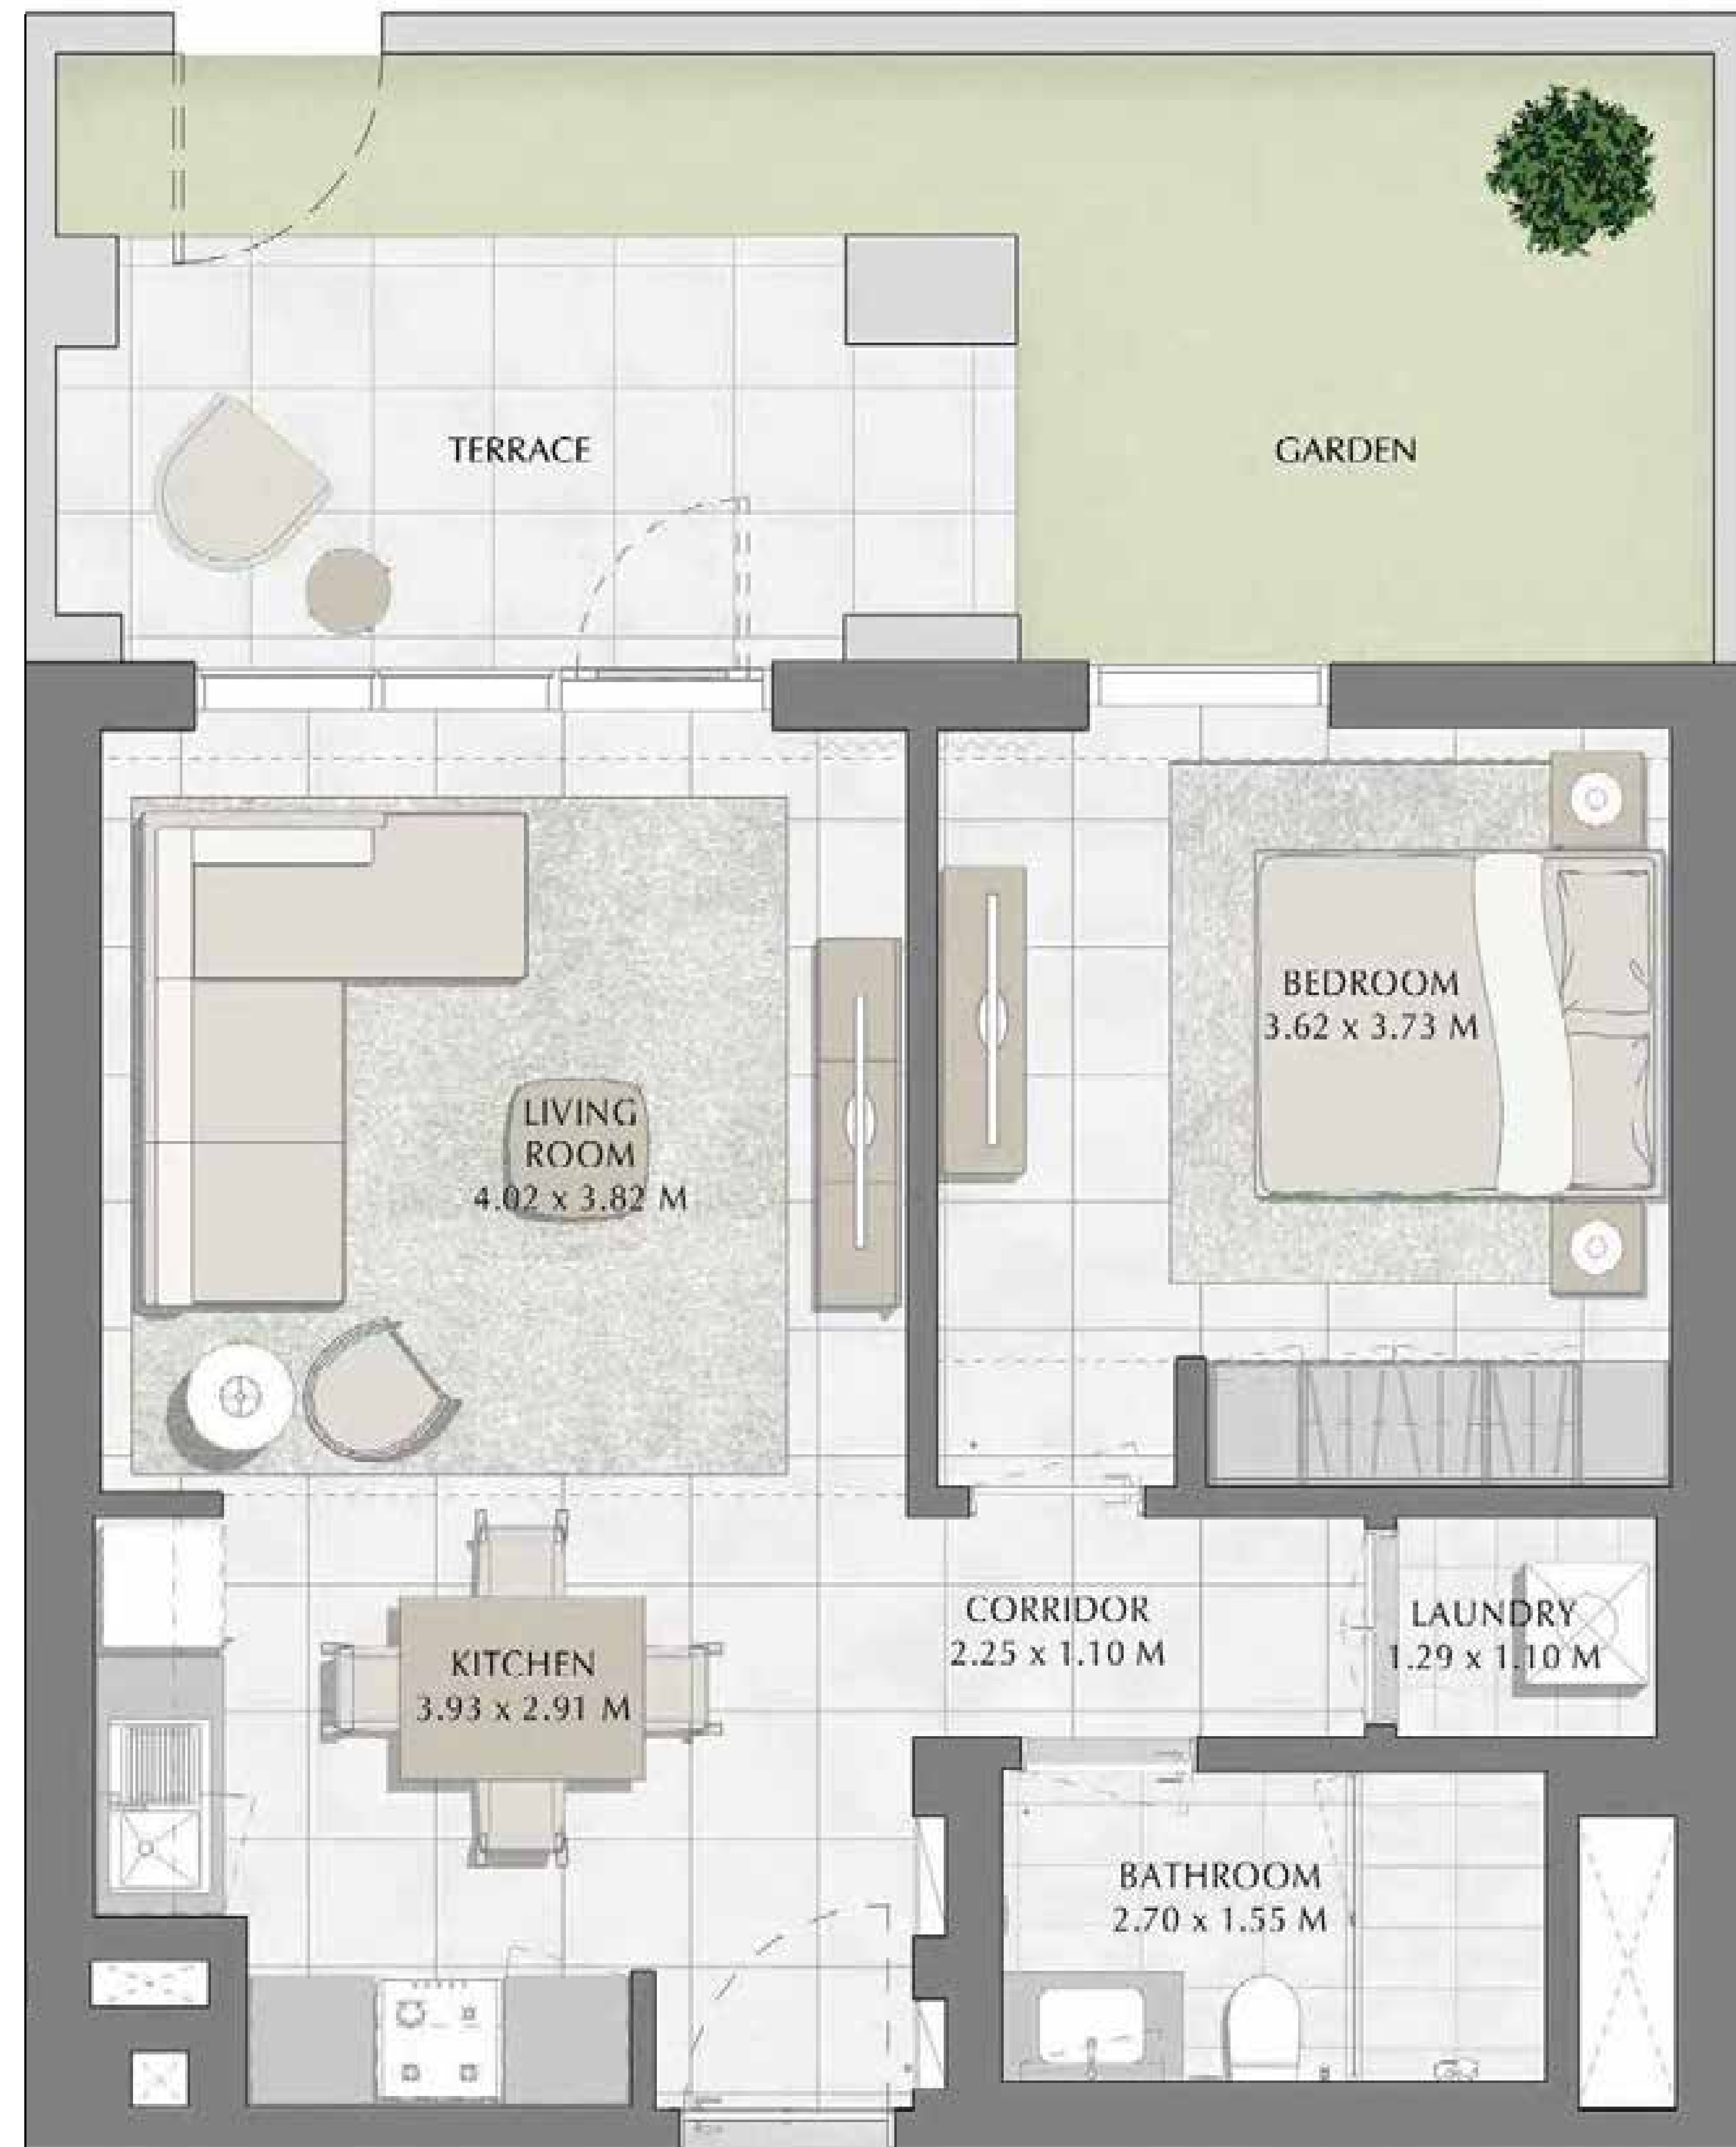 TERRACE
GARDEN
BEDROOM
3.62 x 3.73 M
LIVING
ROOM
4.02 x 3.82 M
CORRIDOR
2.25 x 1.10 M
LAUNDRY
1.29 x 1.10 M
KITCHEN
3.93 x 2.91 M
BATHROOM
2.70 x 1.55 M